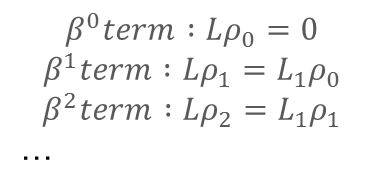 β⁰term : Lρ₀ = 0
β¹term : Lρ₁ = L₁ρ₀
β²term : Lρ₂ = L₁ρ₁
...